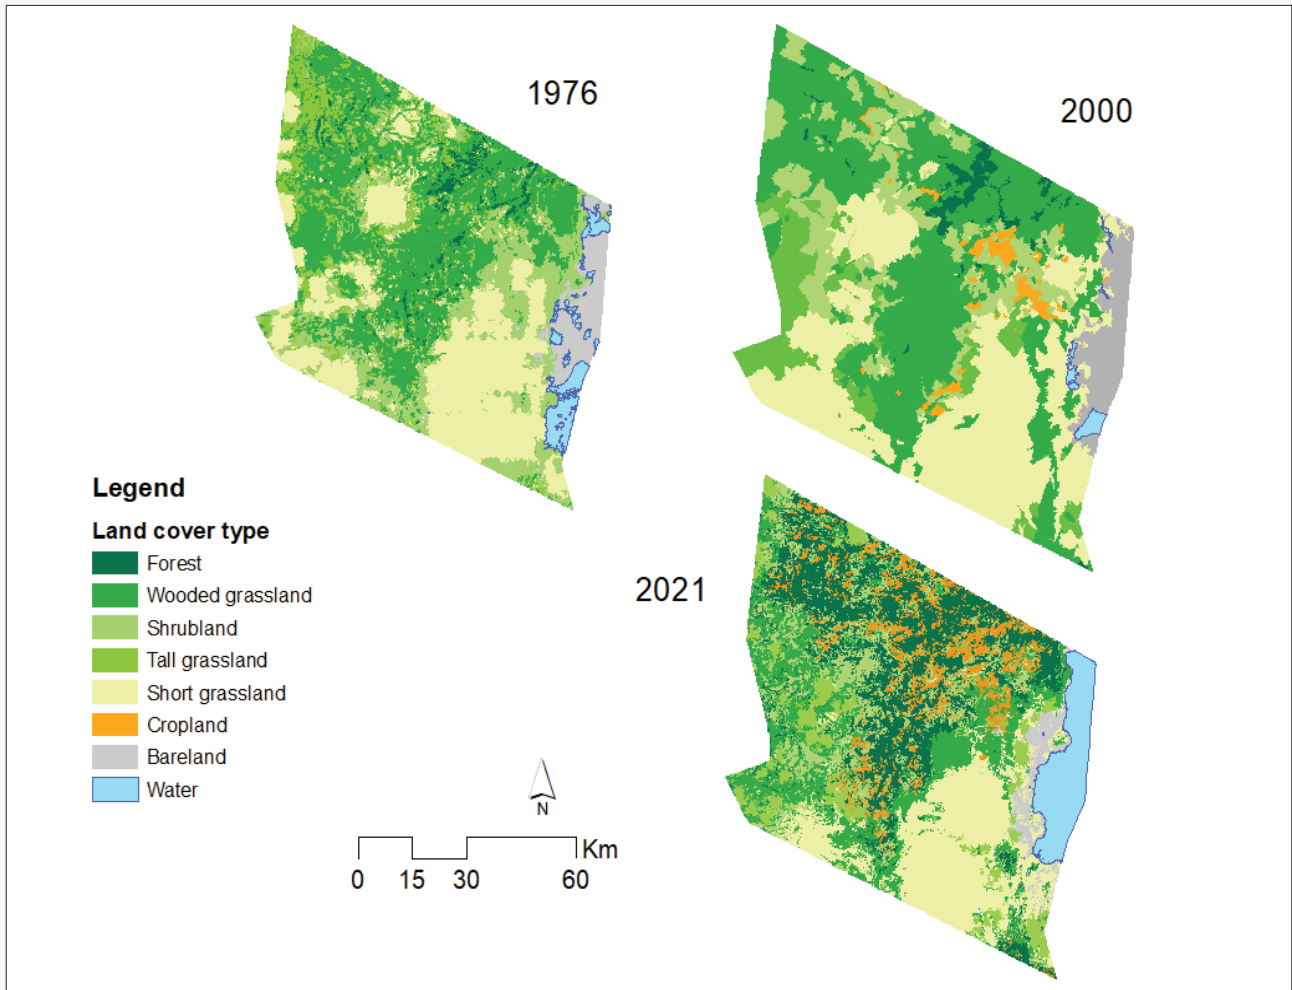 1976
2000
2021
Legend
Land cover type
Forest
Wooded grassland
Shrubland
Tall grassland
Short grassland
Cropland
Bareland
Water
N
Km
0 15 30 60